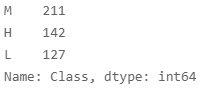 M    211
H    142
L    127
Name: Class, dtype: int64